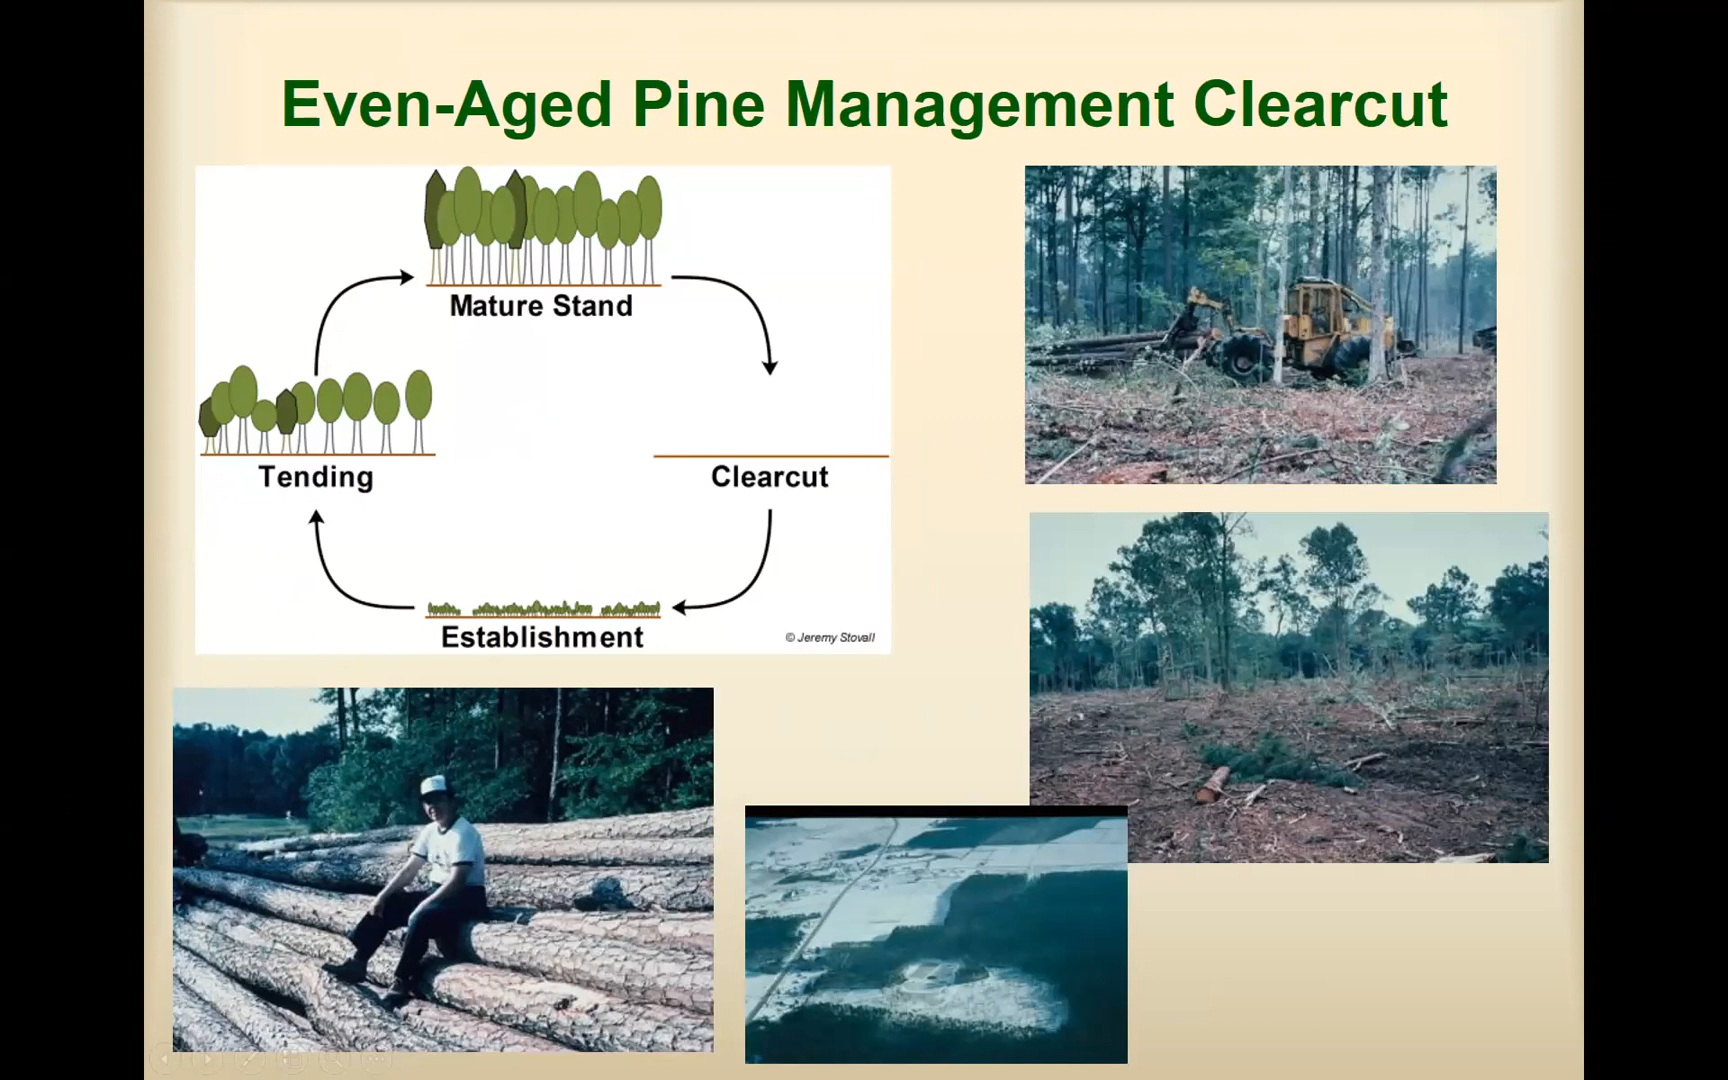 Even-Aged Pine Management Clearcut
Mature Stand
Tending
Clearcut
Establishment
© Jeremy Stovall